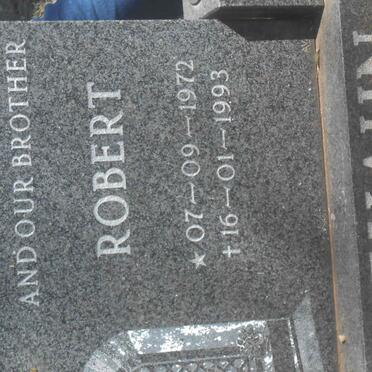 AND OUR BROTHER
ROBERT
★ 07-09-1972
† 16-01-1993